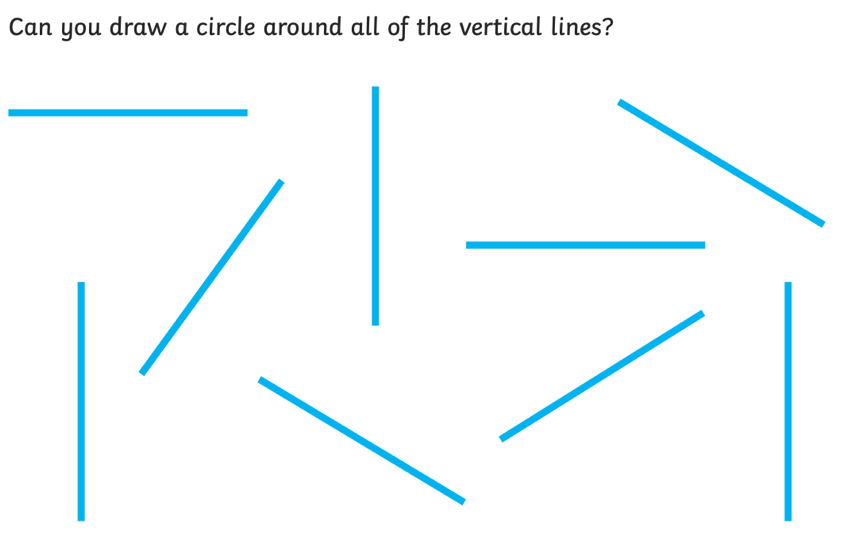 Can you draw a circle around all of the vertical lines?